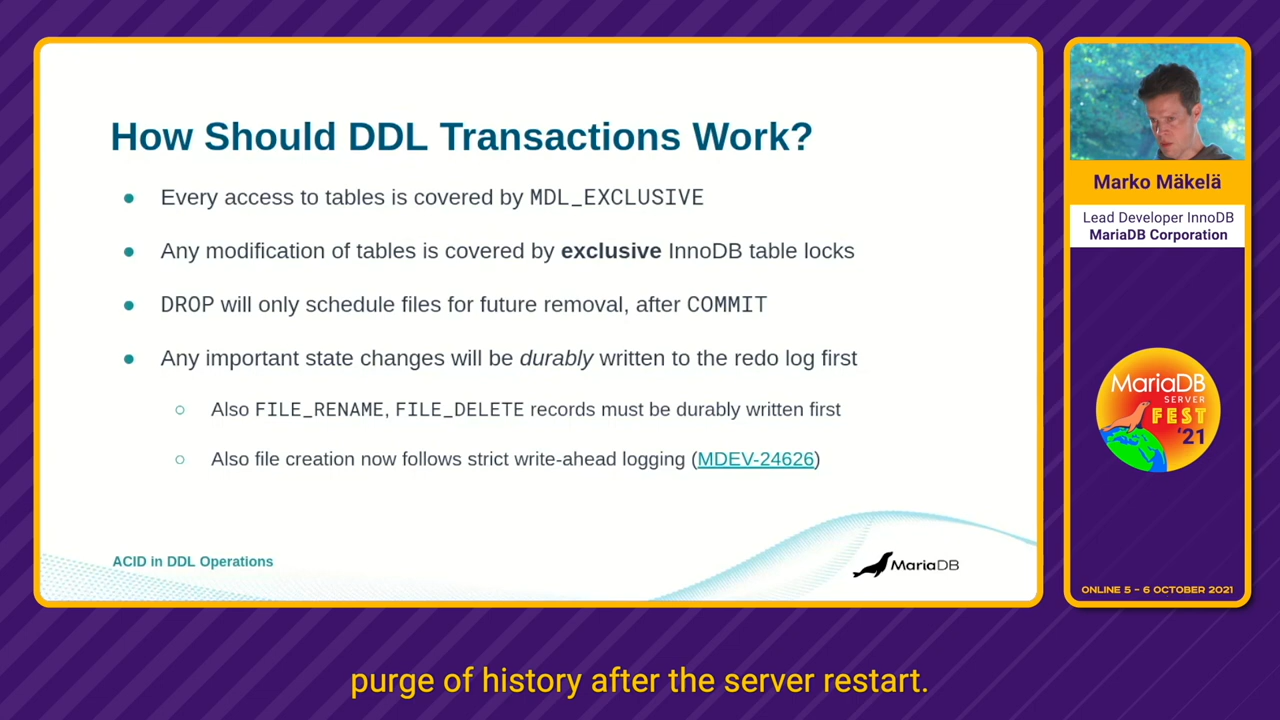 How Should DDL Transactions Work?
● Every access to tables is covered by MDL_EXCLUSIVE
● Any modification of tables is covered by exclusive InnoDB table locks
● DROP will only schedule files for future removal, after COMMIT
● Any important state changes will be durably written to the redo log first
○ Also FILE_RENAME, FILE_DELETE records must be durably written first
○ Also file creation now follows strict write-ahead logging (MDEV-24626)
ACID in DDL Operations
MariaDB
Marko Mäkelä
Lead Developer InnoDB
MariaDB Corporation
MariaDB
SERVER
FEST
'21
ONLINE 5 - 6 OCTOBER 2021
purge of history after the server restart.